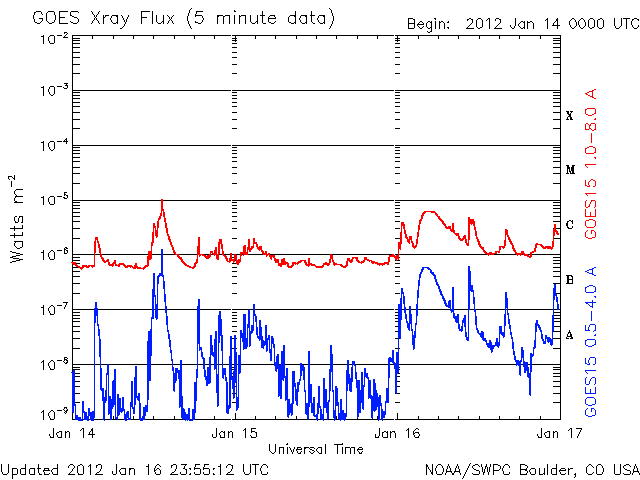 GOES Xray Flux (5 minute data)
Begin: 2012 Jan 14 0000 UTC
10-2
10-3
10-4
10-5
10-6
10-7
10-8
10-9
Watts m-2
X
M
C
B
A
GOES15 1.0-8.0 A
GOES15 0.5-4.0 A
Jan 14
Jan 15
Jan 16
Jan 17
Universal Time
Updated 2012 Jan 16 23:55:12 UTC
NOAA/SWPC Boulder, CO USA